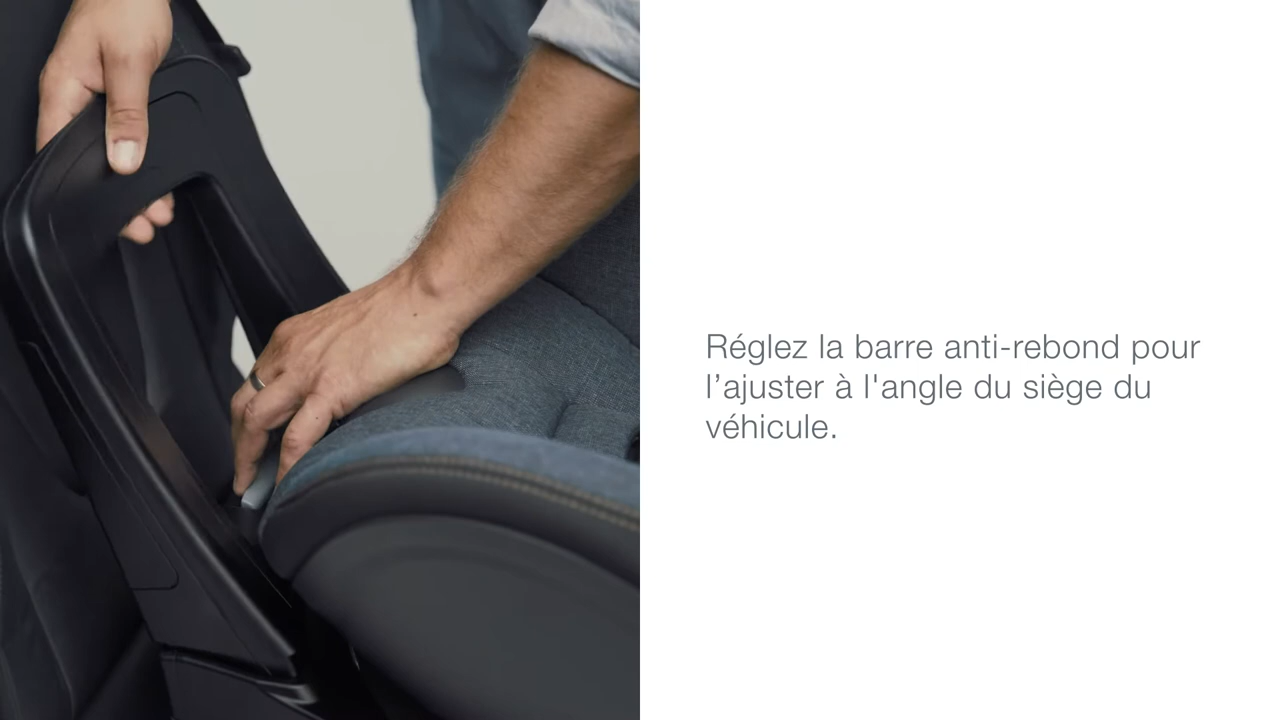 Réglez la barre anti-rebond pour
l’ajuster à l'angle du siège du
véhicule.